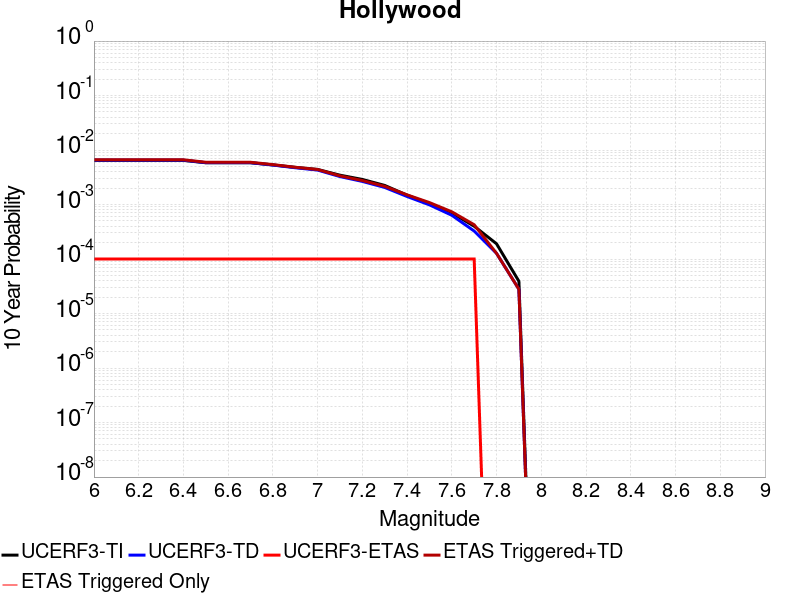 Hollywood
10^0
10^-1
10^-2
10^-3
10^-4
10^-5
10^-6
10^-7
10^-8
10 Year Probability
6 6.2 6.4 6.6 6.8 7 7.2 7.4 7.6 7.8 8 8.2 8.4 8.6 8.8 9
Magnitude
UCERF3-TI UCERF3-TD UCERF3-ETAS ETAS Triggered+TD
ETAS Triggered Only